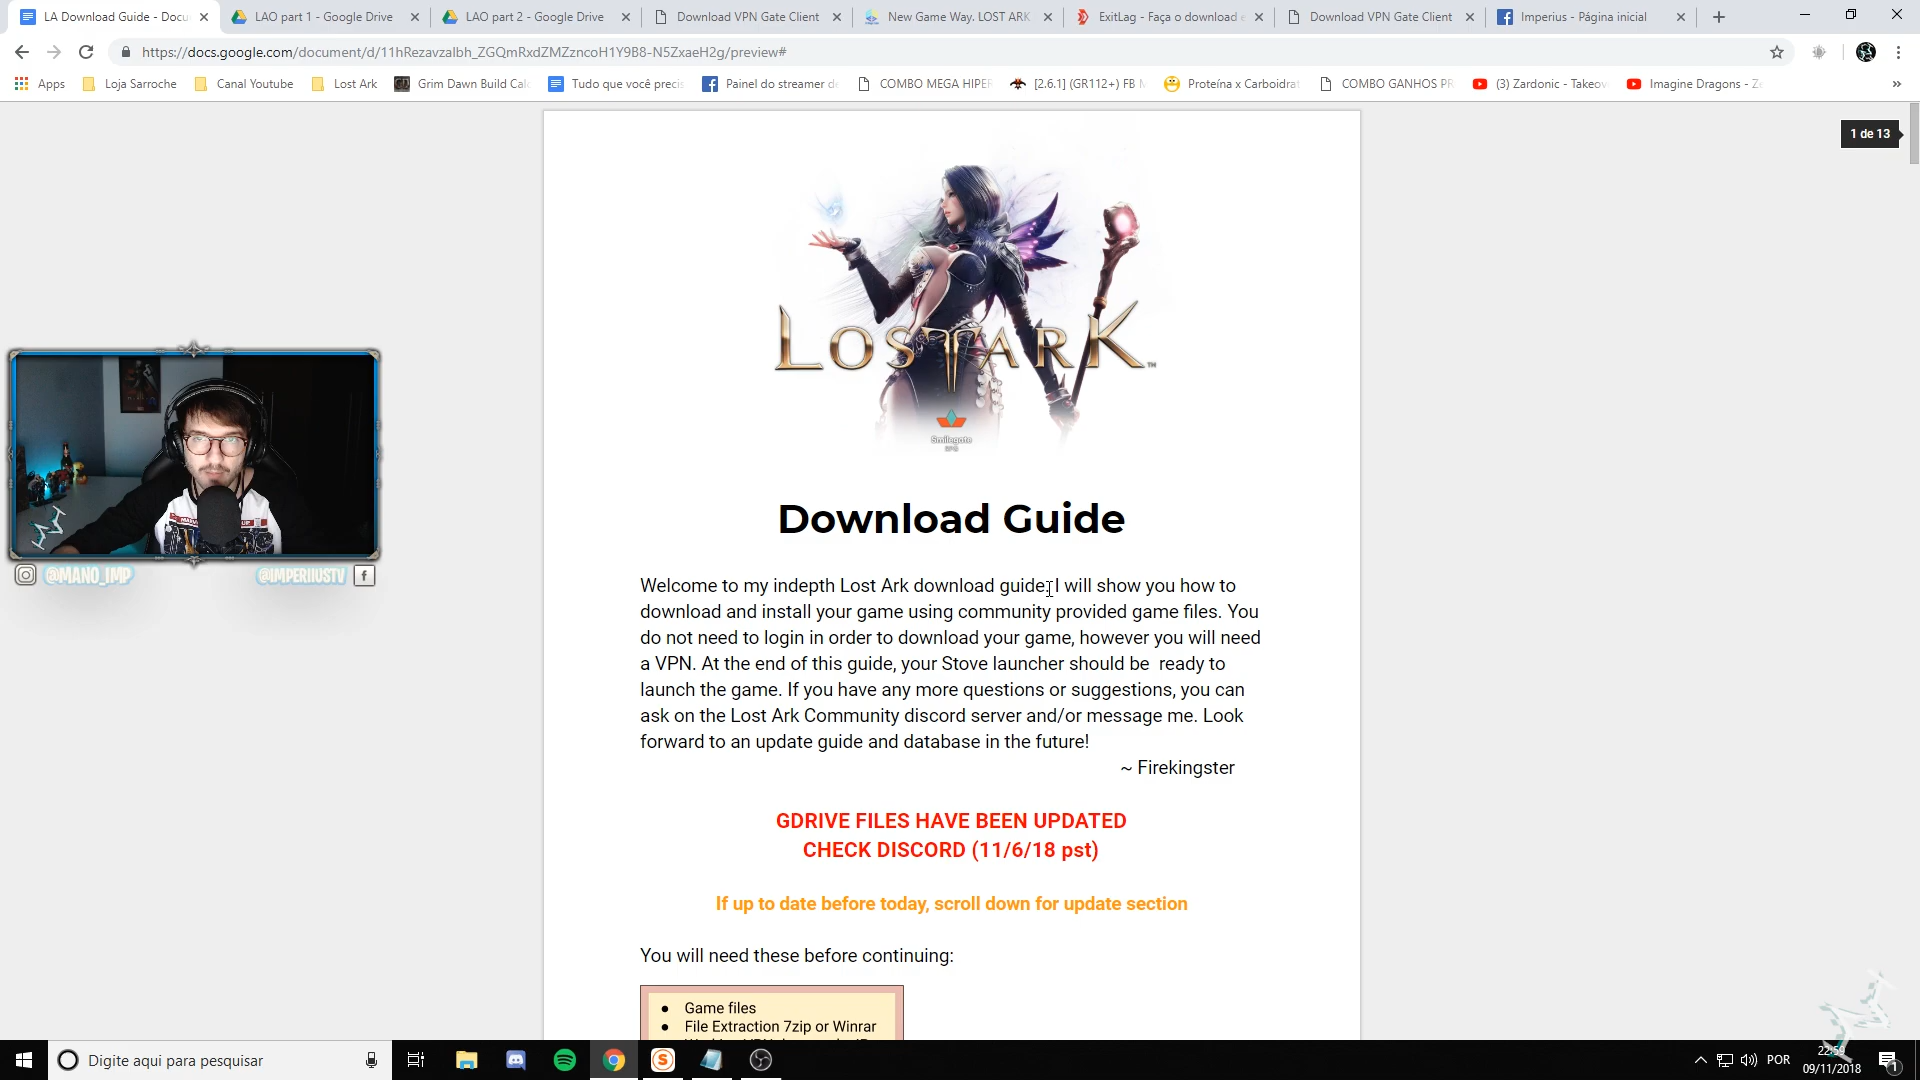 LA Download Guide - Docu
LAO part 1 - Google Drive
LAO part 2 - Google Drive
Download VPN Gate Client
New Game Way. LOST ARK
ExitLag - Faça o download e
Download VPN Gate Client
Imperius - Página inicial
https://docs.google.com/document/d/11hRezavzalbh_ZGQmRxdZMZzncoH1Y9B8-N5ZxaeH2g/preview#
Apps
Loja Sarroche
Canal Youtube
Lost Ark
Grim Dawn Build Calc
Tudo que você precis
Painel do streamer d
COMBO MEGA HIPER
[2.6.1] (GR112+) FB M
Proteína x Carboidrat
COMBO GANHOS PR
(3) Zardonic - Takeov
Imagine Dragons - Ze
»
1 de 13
LOST ARK™
Smilegate
RPG
Download Guide
Welcome to my indepth Lost Ark download guide. I will show you how to
download and install your game using community provided game files. You
do not need to login in order to download your game, however you will need
a VPN. At the end of this guide, your Stove launcher should be ready to
launch the game. If you have any more questions or suggestions, you can
ask on the Lost Ark Community discord server and/or message me. Look
forward to an update guide and database in the future!
~ Firekingster
GDRIVE FILES HAVE BEEN UPDATED
CHECK DISCORD (11/6/18 pst)
If up to date before today, scroll down for update section
You will need these before continuing:
● Game files
● File Extraction 7zip or Winrar
@MANO_IMP
@IMPERIUSTV
Digite aqui para pesquisar
POR
22:59
09/11/2018
1